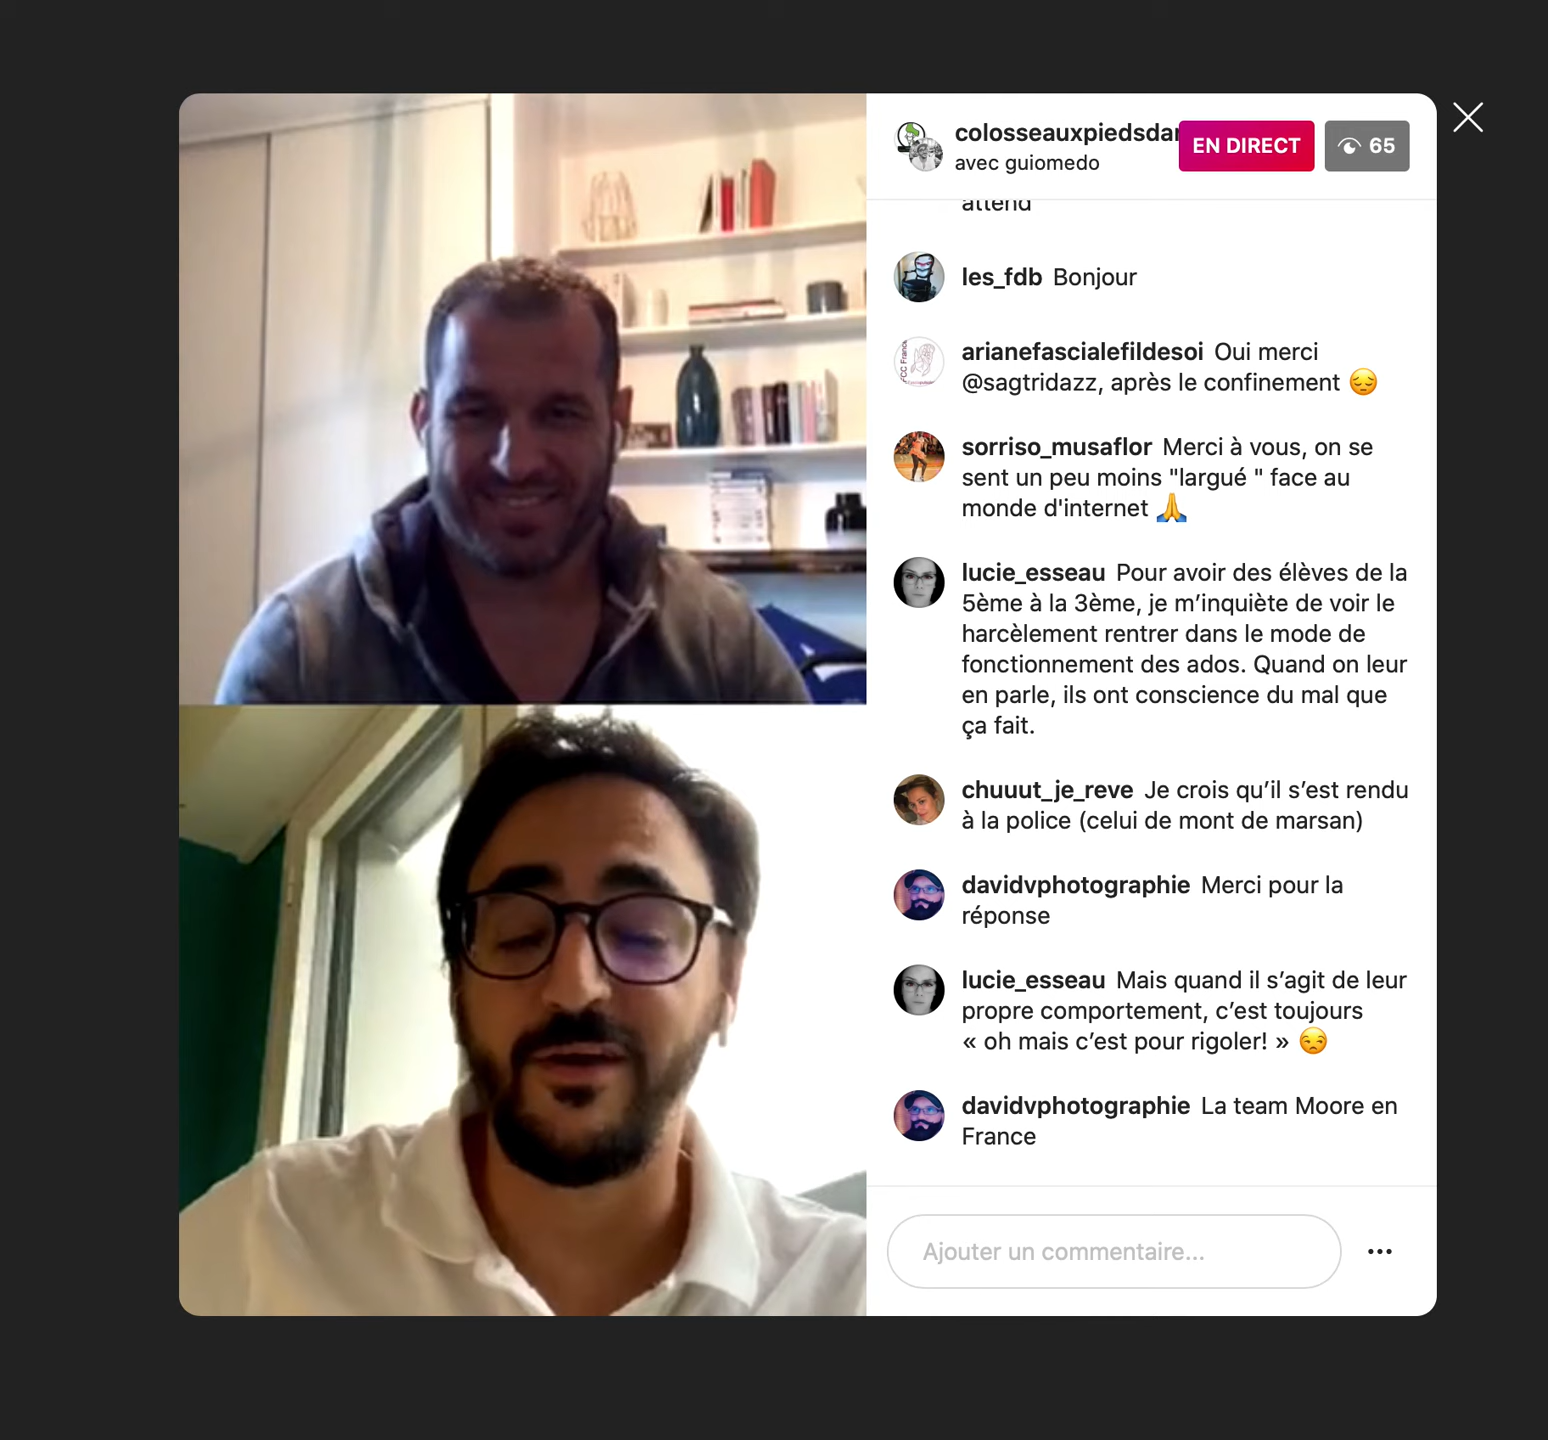 colosseauxpiedsdar
avec guiomedo
EN DIRECT
65
attend
les_fdb Bonjour
arianefascialefildesoi Oui merci
@sagtridazz, après le confinement 😔
sorriso_musaflor Merci à vous, on se
sent un peu moins "largué " face au
monde d'internet 🙏
lucie_esseau Pour avoir des élèves de la
5ème à la 3ème, je m’inquiète de voir le
harcèlement rentrer dans le mode de
fonctionnement des ados. Quand on leur
en parle, ils ont conscience du mal que
ça fait.
chuuut_je_reve Je crois qu’il s’est rendu
à la police (celui de mont de marsan)
davidvphotographie Merci pour la
réponse
lucie_esseau Mais quand il s’agit de leur
propre comportement, c’est toujours
« oh mais c’est pour rigoler! » 😒
davidvphotographie La team Moore en
France
Ajouter un commentaire...